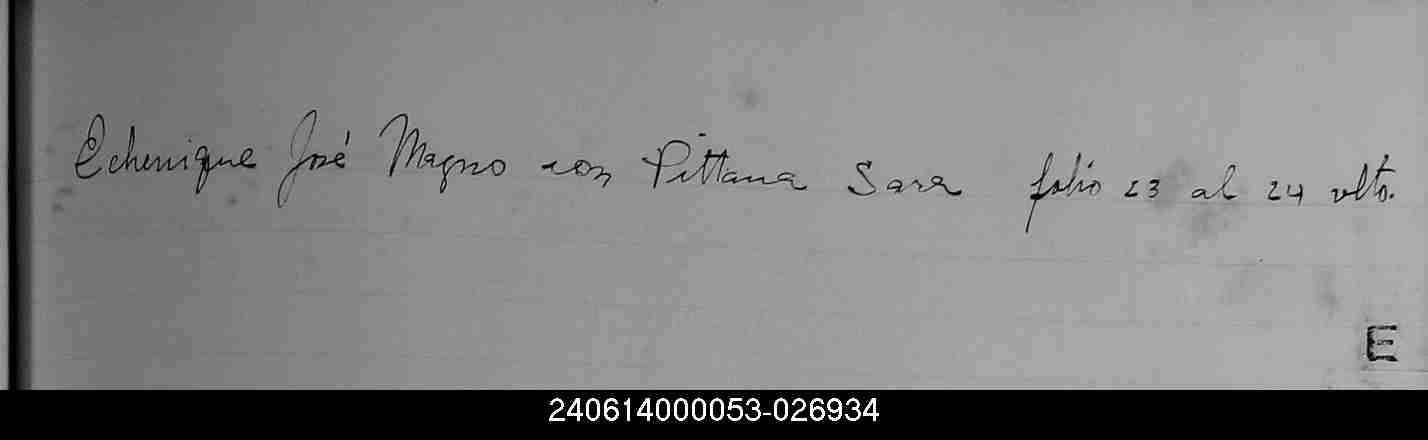 Echenique José Magno con Pittana Sara folio 23 al 24 vlto.
E
240614000053-026934